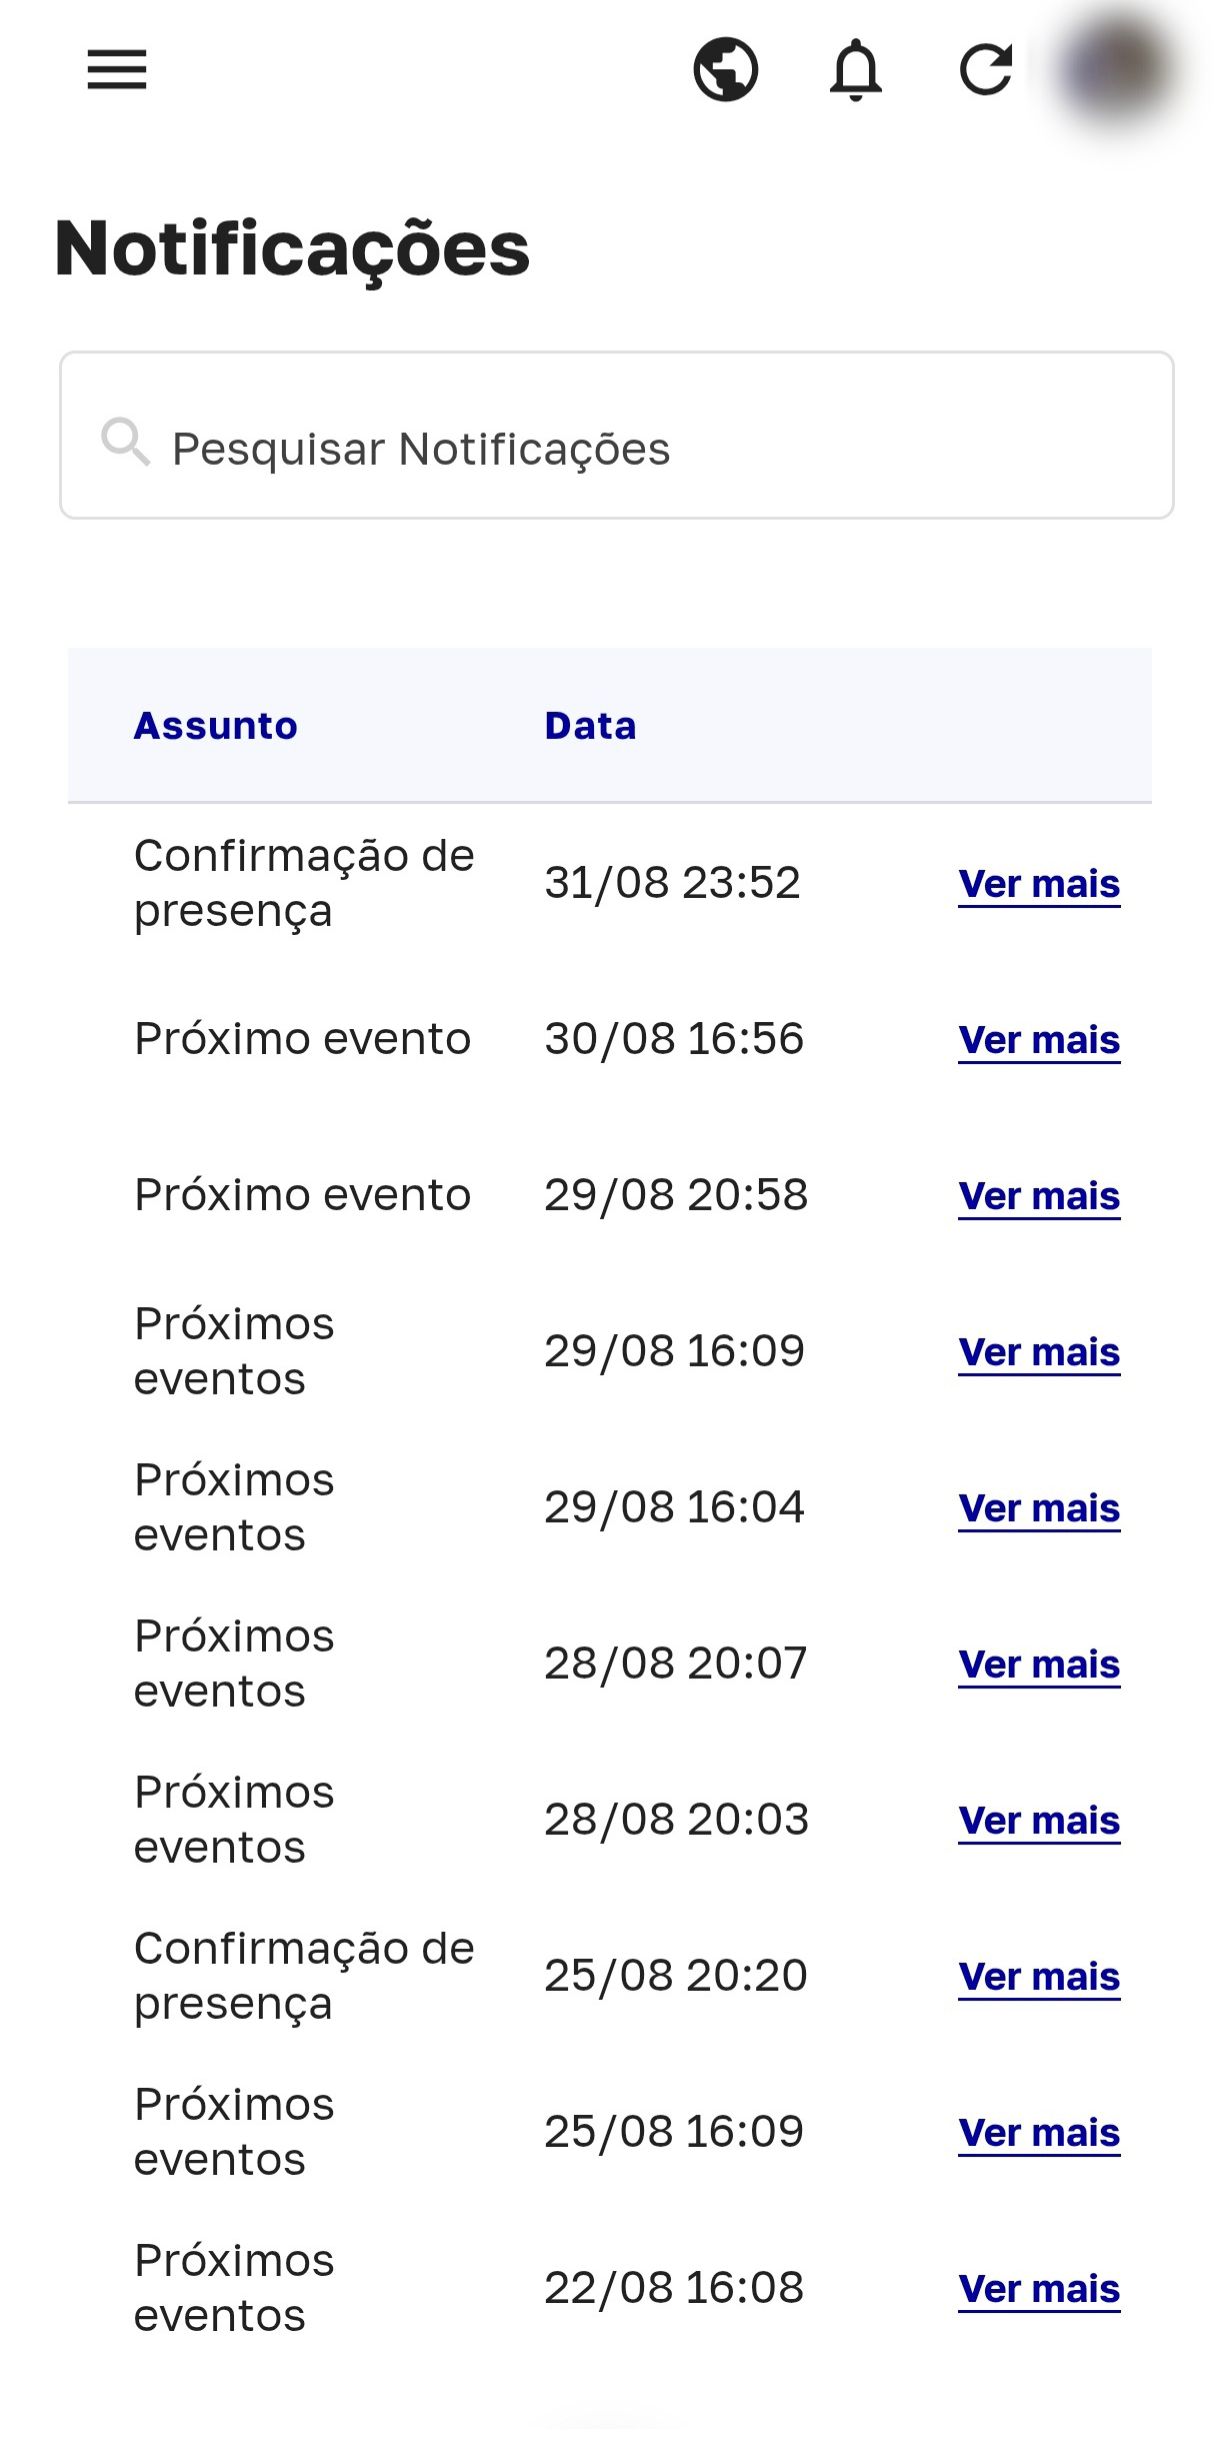 Notificações
Pesquisar Notificações
Assunto Data
Confirmação de
presença
31/08 23:52 Ver mais
Próximo evento 30/08 16:56 Ver mais
Próximo evento 29/08 20:58 Ver mais
Próximos
eventos
29/08 16:09 Ver mais
Próximos
eventos
29/08 16:04 Ver mais
Próximos
eventos
28/08 20:07 Ver mais
Próximos
eventos
28/08 20:03 Ver mais
Confirmação de
presença
25/08 20:20 Ver mais
Próximos
eventos
25/08 16:09 Ver mais
Próximos
eventos
22/08 16:08 Ver mais